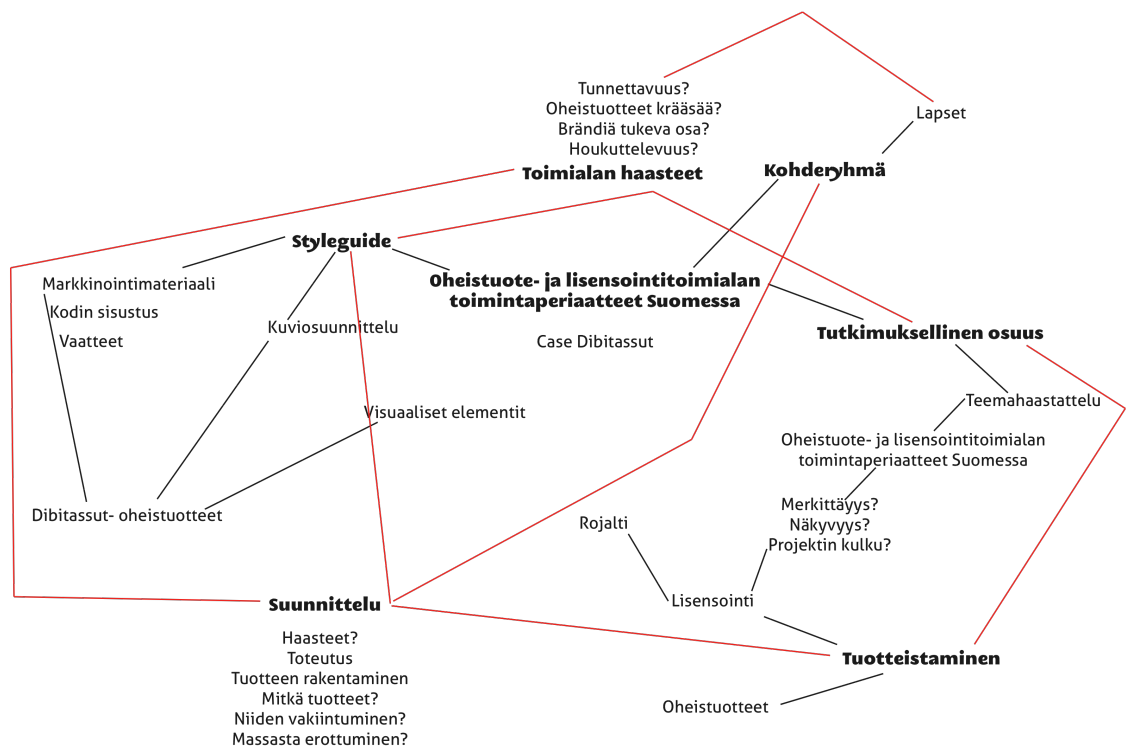 Tunnettavuus?
Oheistuotteet krääsää?
Brändiä tukeva osa?
Houkuttelevuus?
Toimialan haasteet
Lapset
Kohderyhmä
Styleguide
Markkinointimateriaali
Kodin sisustus
Vaatteet
Kuviosuunnittelu
Oheistuote- ja lisensointitoimialan
toimintaperiaatteet Suomessa
Case Dibitassut
Tutkimuksellinen osuus
Visuaaliset elementit
Teemahaastattelu
Oheistuote- ja lisensointitoimialan
toimintaperiaatteet Suomessa
Merkittäyys?
Näkyvyys?
Projektin kulku?
Dibitassut- oheistuotteet
Rojalti
Lisensointi
Suunnittelu
Haasteet?
Toteutus
Tuotteen rakentaminen
Mitkä tuotteet?
Niiden vakiintuminen?
Massasta erottuminen?
Tuotteistaminen
Oheistuotteet